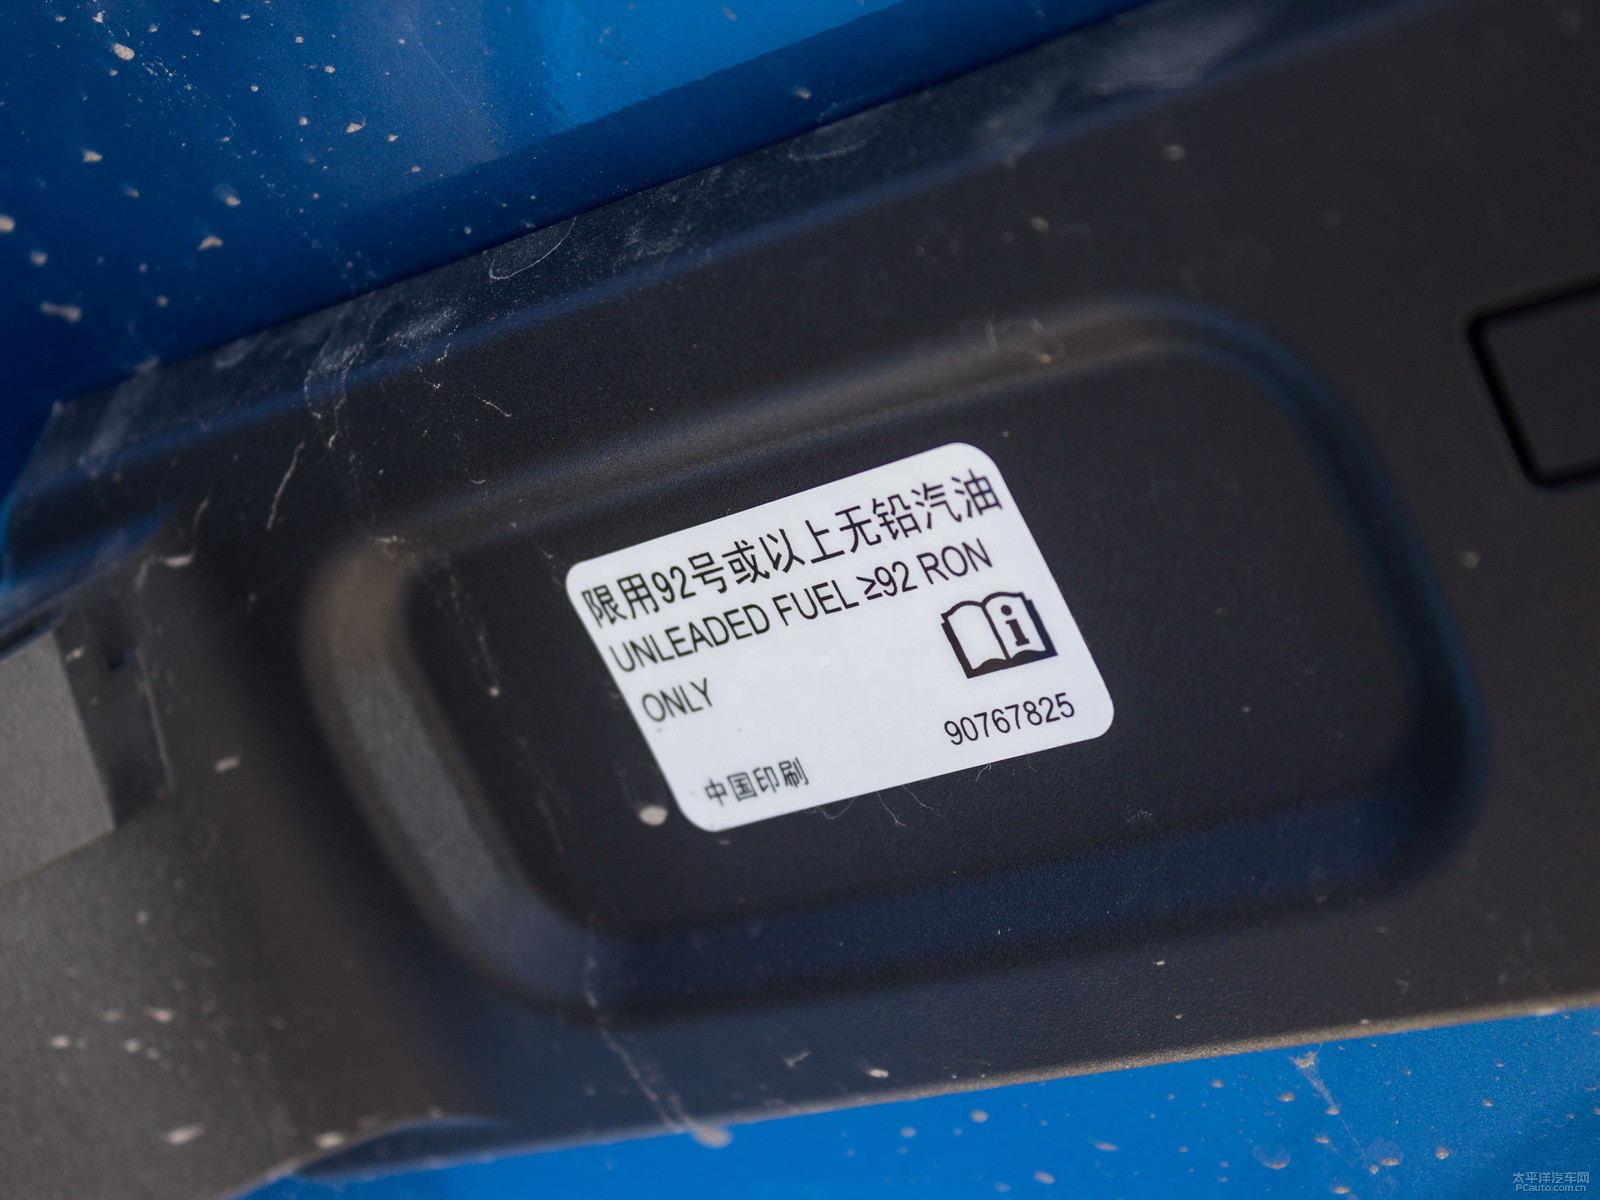 限用92号或以上无铅汽油
UNLEADED FUEL ≥92 RON
ONLY
90767825
中国印刷
太平洋汽车网
PCauto.com.cn